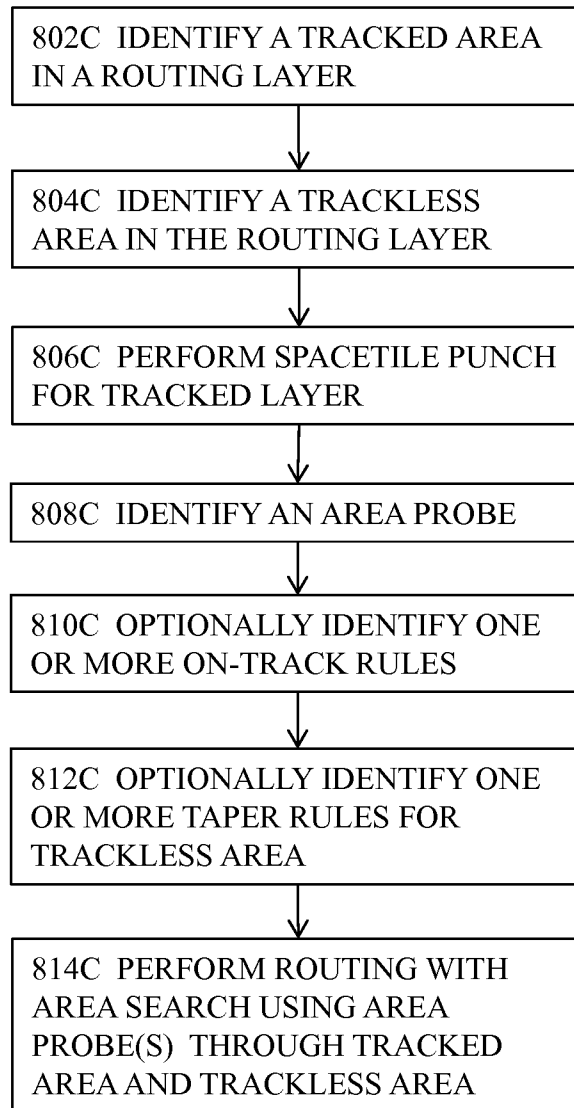 802C IDENTIFY A TRACKED AREA
IN A ROUTING LAYER
804C IDENTIFY A TRACKLESS
AREA IN THE ROUTING LAYER
806C PERFORM SPACETILE PUNCH
FOR TRACKED LAYER
808C IDENTIFY AN AREA PROBE
810C OPTIONALLY IDENTIFY ONE
OR MORE ON-TRACK RULES
812C OPTIONALLY IDENTIFY ONE
OR MORE TAPER RULES FOR
TRACKLESS AREA
814C PERFORM ROUTING WITH
AREA SEARCH USING AREA
PROBE(S) THROUGH TRACKED
AREA AND TRACKLESS AREA